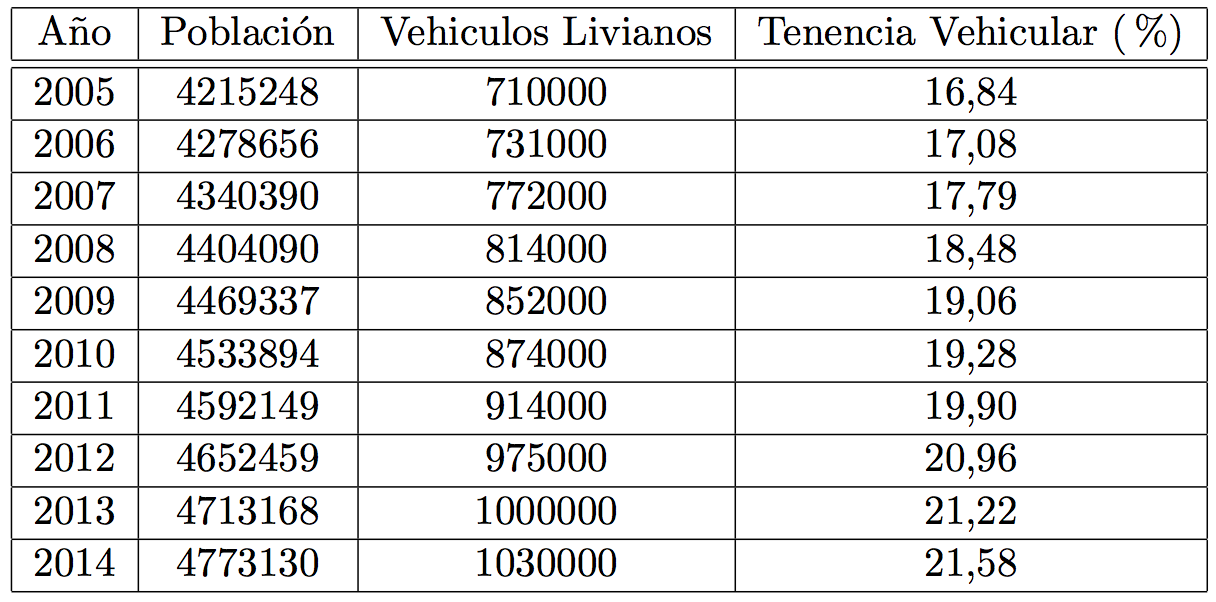 Año Población Vehiculos Livianos Tenencia Vehicular (%)
2005 4215248 710000 16,84
2006 4278656 731000 17,08
2007 4340390 772000 17,79
2008 4404090 814000 18,48
2009 4469337 852000 19,06
2010 4533894 874000 19,28
2011 4592149 914000 19,90
2012 4652459 975000 20,96
2013 4713168 1000000 21,22
2014 4773130 1030000 21,58